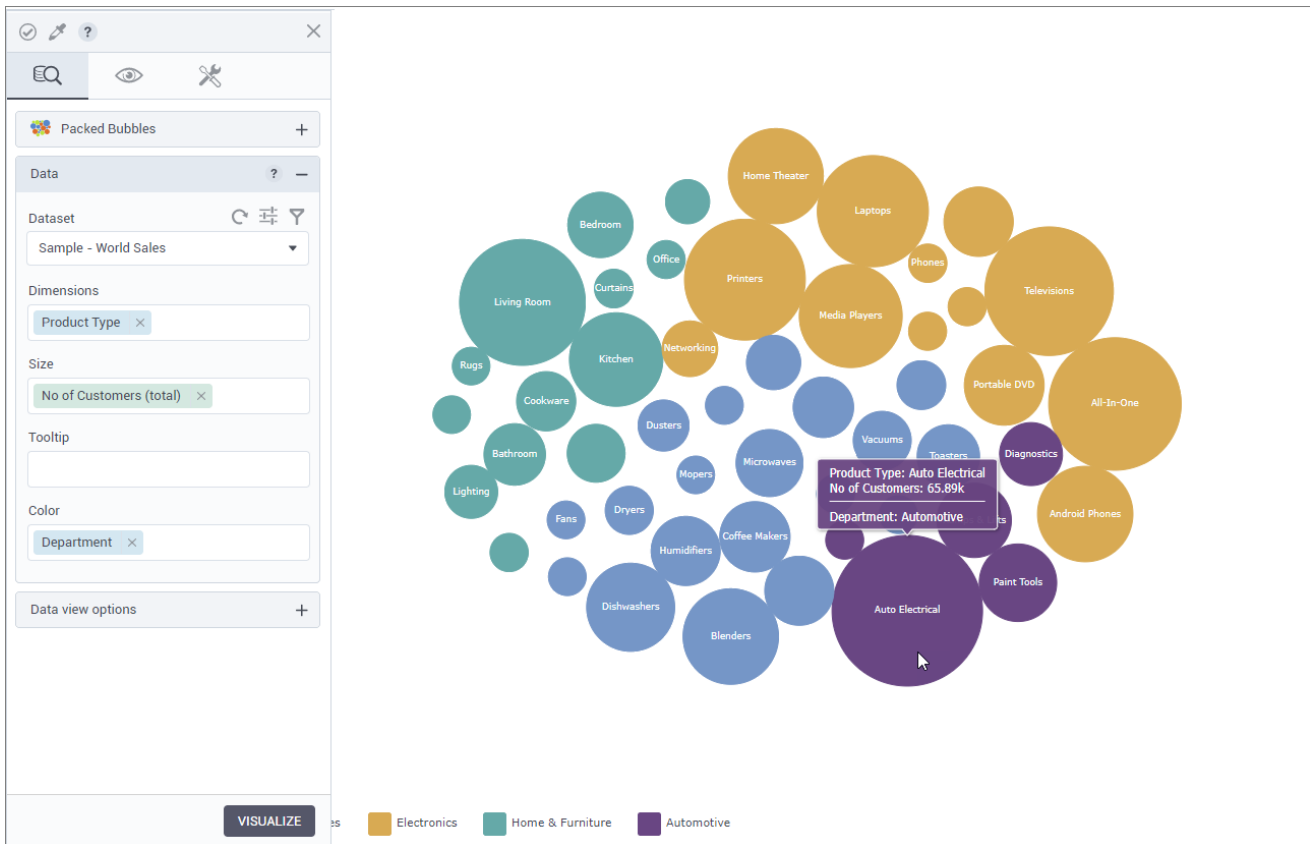 ?
Packed Bubbles +
Data ? −
Dataset
Sample - World Sales
Dimensions
Product Type ×
Size
No of Customers (total) ×
Tooltip
Color
Department ×
Data view options +
VISUALIZE
Home Theater
Laptops
Bedroom
Office
Phones
Printers
Curtains
Televisions
Living Room
Media Players
Networking
Kitchen
Rugs
Portable DVD
Cookware
All-In-One
Dusters
Vacuums
Bathroom
Toasters
Diagnostics
Microwaves
Mopers
Product Type: Auto Electrical
No of Customers: 65.89k
Department: Automotive
Lighting
Dryers
Fans
Android Phones
Coffee Makers
Humidifiers
Paint Tools
Dishwashers
Auto Electrical
Blenders
es Electronics Home & Furniture Automotive